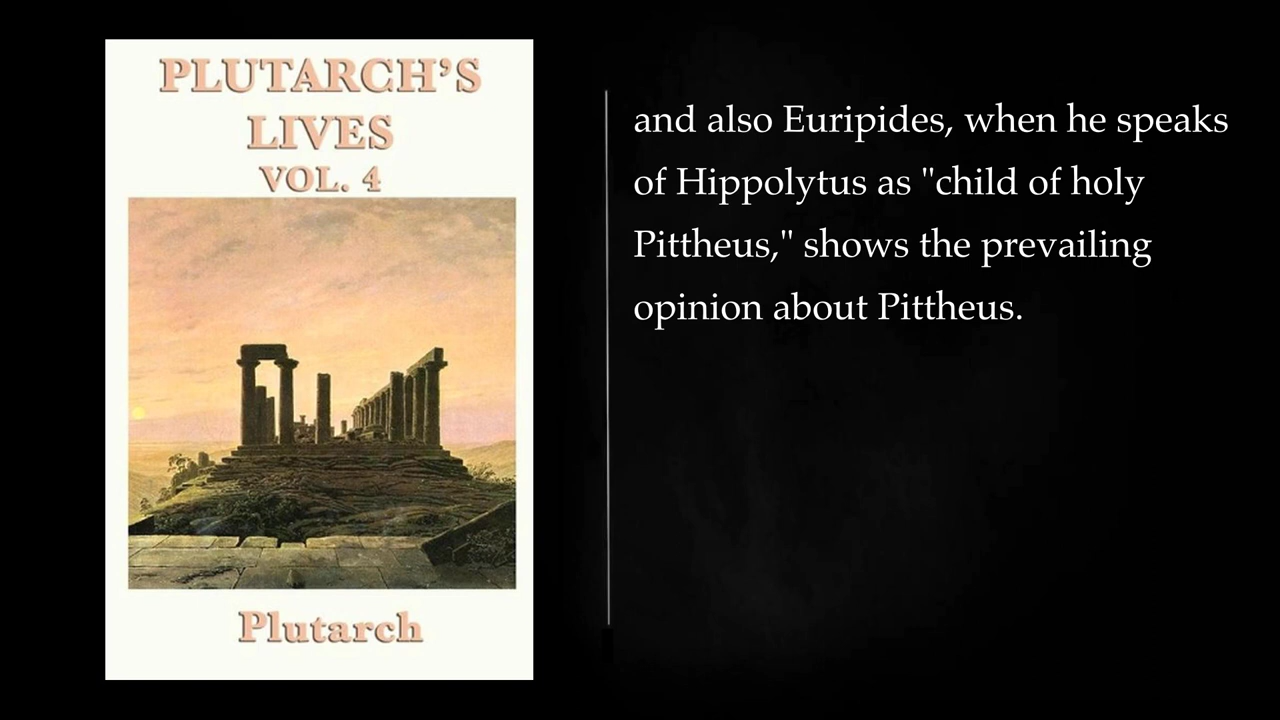 PLUTARCH'S
LIVES
VOL. 4
Plutarch
and also Euripides, when he speaks
of Hippolytus as "child of holy
Pittheus," shows the prevailing
opinion about Pittheus.